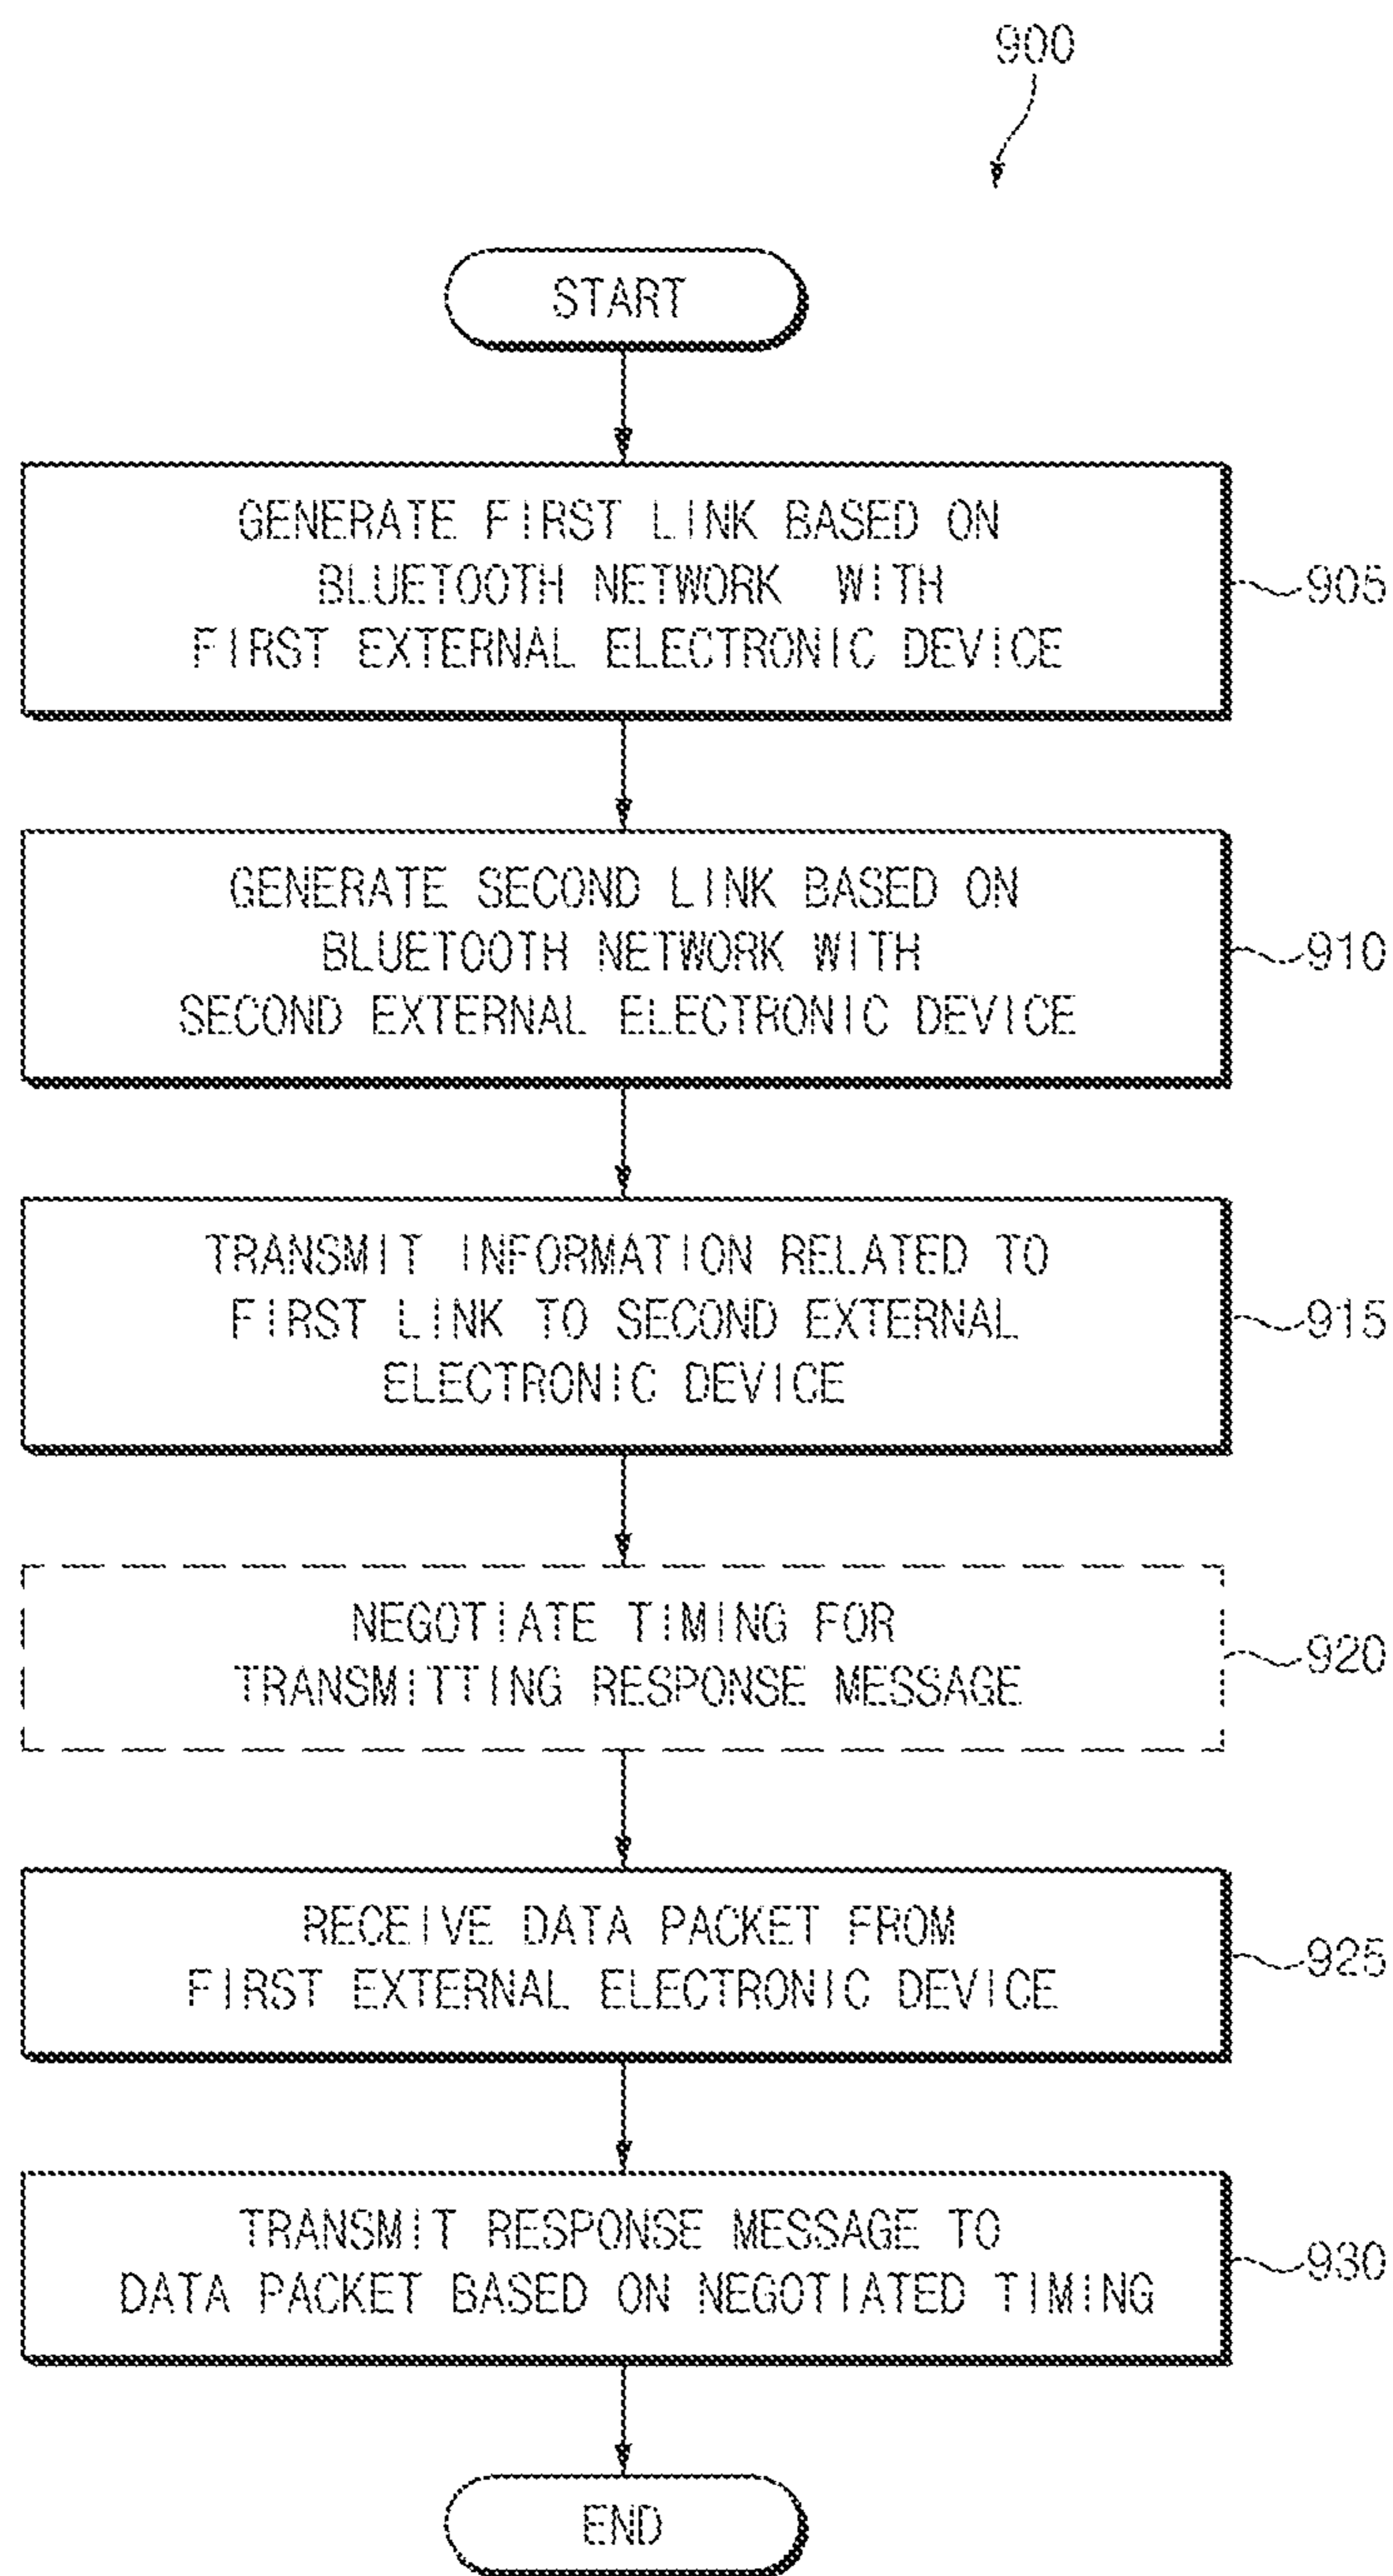 900
START
GENERATE FIRST LINK BASED ON
BLUETOOTH NETWORK WITH
FIRST EXTERNAL ELECTRONIC DEVICE
905
GENERATE SECOND LINK BASED ON
BLUETOOTH NETWORK WITH
SECOND EXTERNAL ELECTRONIC DEVICE
910
TRANSMIT INFORMATION RELATED TO
FIRST LINK TO SECOND EXTERNAL
ELECTRONIC DEVICE
915
NEGOTIATE TIMING FOR
TRANSMITTING RESPONSE MESSAGE
920
RECEIVE DATA PACKET FROM
FIRST EXTERNAL ELECTRONIC DEVICE
925
TRANSMIT RESPONSE MESSAGE TO
DATA PACKET BASED ON NEGOTIATED TIMING
930
END